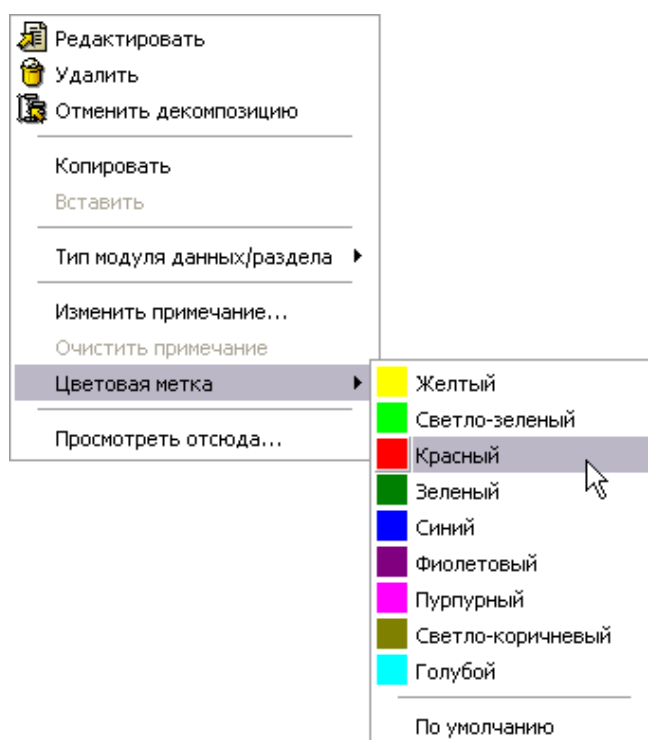 Редактировать
Удалить
Отменить декомпозицию
Копировать
Вставить
Тип модуля данных/раздела
Изменить примечание...
Очистить примечание
Цветовая метка
Просмотреть отсюда...
Желтый
Светло-зеленый
Красный
Зеленый
Синий
Фиолетовый
Пурпурный
Светло-коричневый
Голубой
По умолчанию